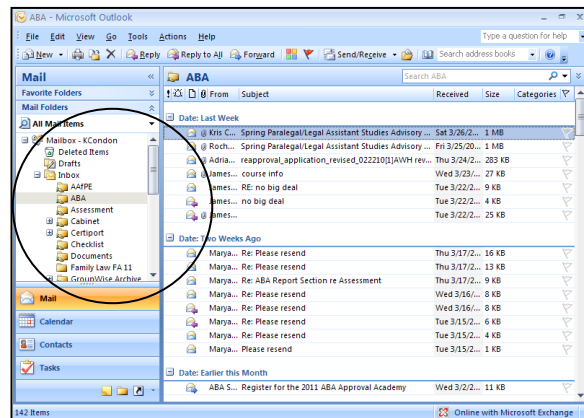 ABA - Microsoft Outlook
File Edit View Go Tools Actions Help
Type a question for help
New Reply Reply to All Forward Send/Receive Search address books
Mail
ABA
Search ABA
Favorite Folders
Mail Folders
All Mail Items
From Subject Received Size Categories
Mailbox - KCondon
Deleted Items
Drafts
Inbox
AAfPE
ABA
Assessment
Cabinet
Certiport
Checklist
Documents
Family Law FA 11
GroupWise Archive
Mail
Calendar
Contacts
Tasks
Date: Last Week
Kris C... Spring Paralegal/Legal Assistant Studies Advisory ... Sat 3/26/2... 1 MB
Roch... Spring Paralegal/Legal Assistant Studies Advisory ... Fri 3/25/20... 1 MB
Adria... reapproval_application_revised_022210[1]AWH rev... Thu 3/24/2... 283 KB
James... course info Wed 3/23/... 27 KB
James... RE: no big deal Tue 3/22/2... 9 KB
James... no big deal Tue 3/22/2... 4 KB
James... Tue 3/22/2... 25 KB
Date: Two Weeks Ago
Marya... Re: Please resend Thu 3/17/2... 16 KB
Marya... Re: Please resend Thu 3/17/2... 13 KB
Marya... Re: ABA Report Section re Assessment Thu 3/17/2... 9 KB
Marya... Re: Please resend Wed 3/16/... 8 KB
Marya... Re: Please resend Wed 3/16/... 8 KB
Marya... Re: Please resend Tue 3/15/2... 6 KB
Marya... Re: Please resend Tue 3/15/2... 4 KB
Marya... Please resend Tue 3/15/2... 1 KB
Date: Earlier this Month
ABA S... Register for the 2011 ABA Approval Academy Wed 3/2/2... 11 KB
142 Items
Online with Microsoft Exchange